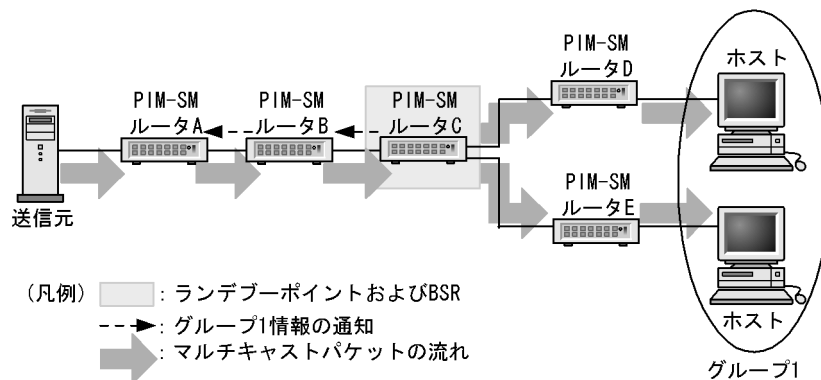 PIM-SM
ルータD
ホスト
PIM-SM
ルータA
PIM-SM
ルータB
PIM-SM
ルータC
送信元
PIM-SM
ルータE
ホスト
グループ1
(凡例)
: ランデブーポイントおよびBSR
: グループ1情報の通知
: マルチキャストパケットの流れ